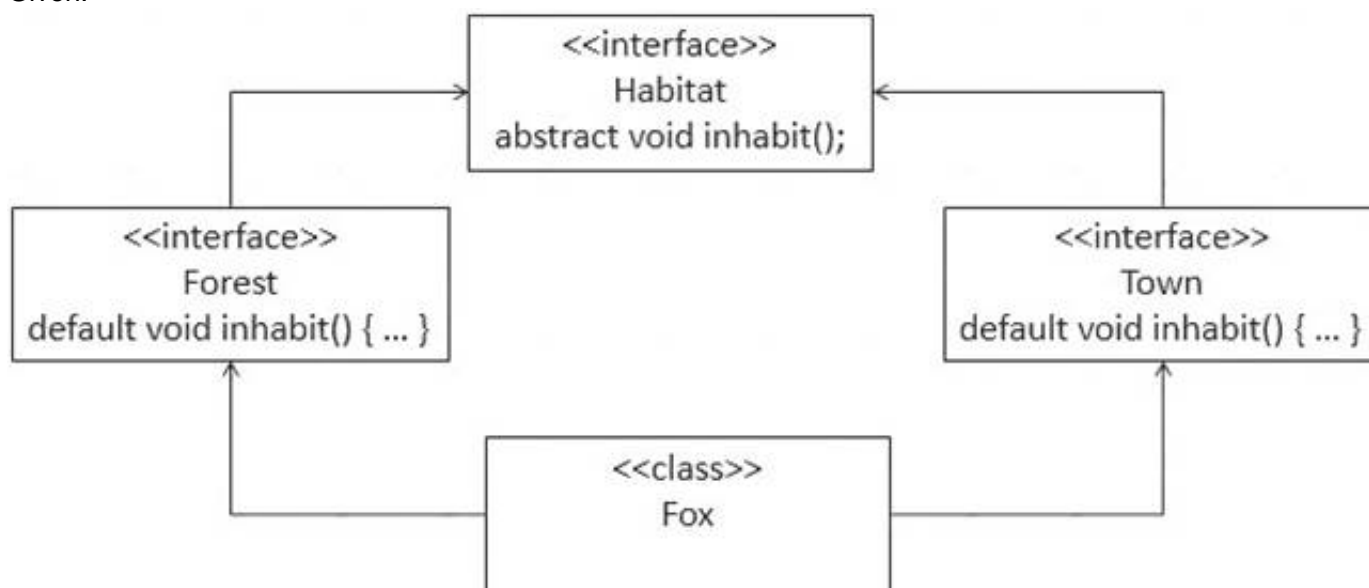 <<interface>>
Habitat
abstract void inhabit();
<<interface>>
Forest
default void inhabit() { ... }
<<interface>>
Town
default void inhabit() { ... }
<<class>>
Fox